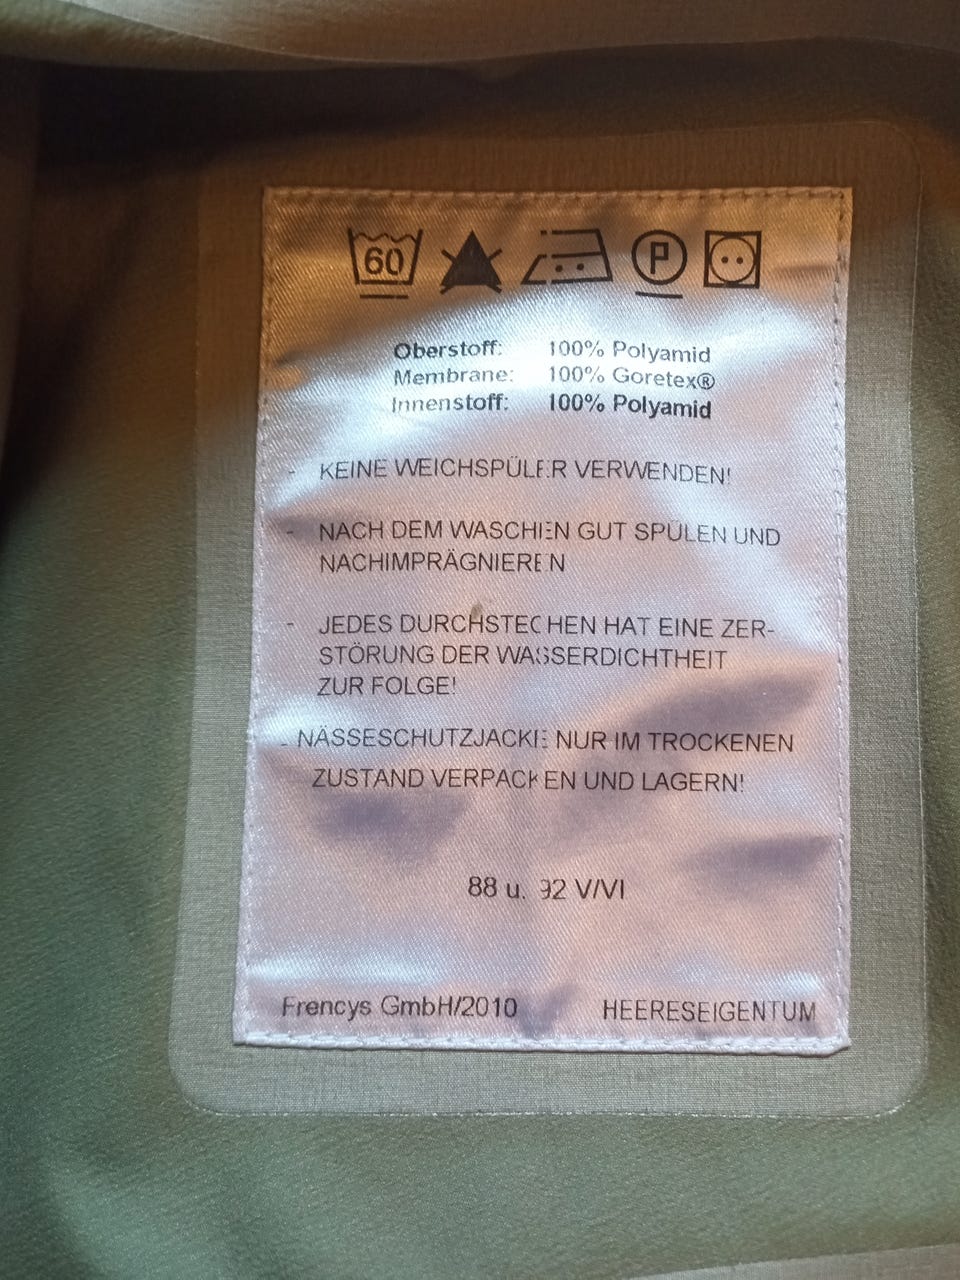 60 P
Oberstoff: 100% Polyamid
Membrane: 100% Goretex®
Innenstoff: 100% Polyamid
- KEINE WEICHSPÜLER VERWENDEN!
- NACH DEM WASCHEN GUT SPÜLEN UND
NACHIMPRÄGNIEREN
- JEDES DURCHSTECHEN HAT EINE ZER-
STÖRUNG DER WASSERDICHTHEIT
ZUR FOLGE!
- NÄSSESCHUTZJACKE NUR IM TROCKENEN
ZUSTAND VERPACKEN UND LAGERN!
88 u. 92 V/VI
Frencys GmbH/2010 HEERESEIGENTUM